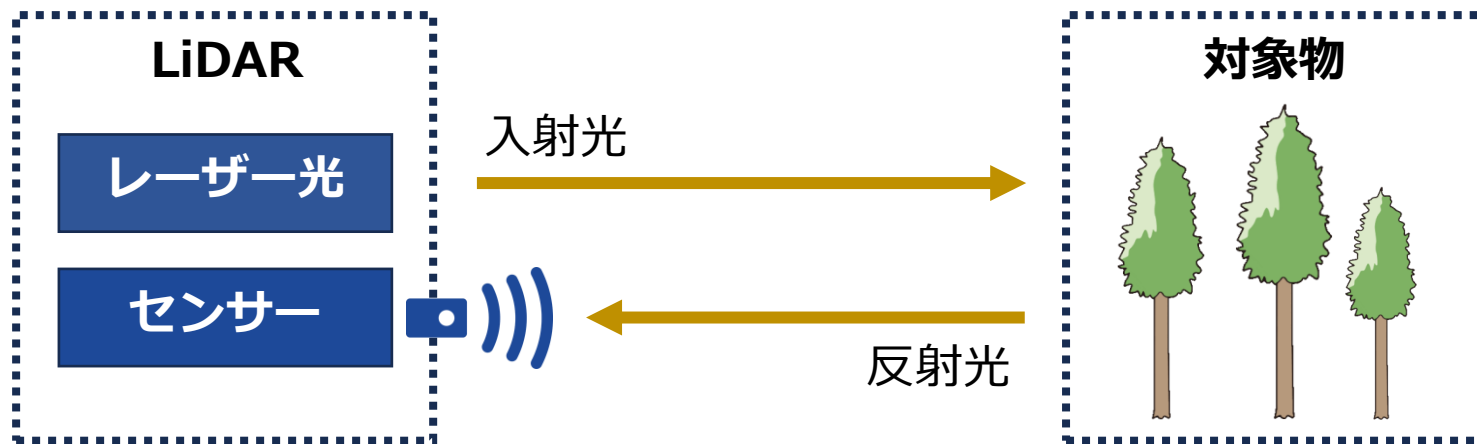 LiDAR
レーザー光
センサー
入射光
反射光
対象物